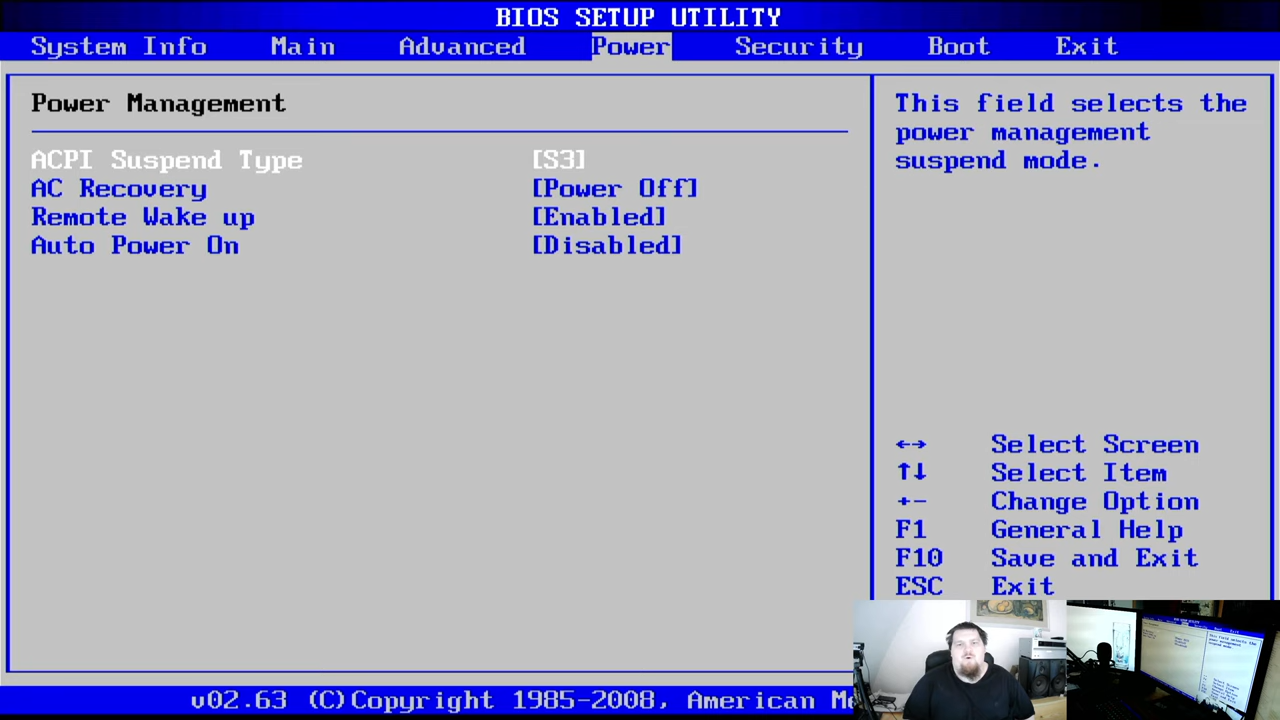 BIOS SETUP UTILITY
System Info Main Advanced Power Security Boot Exit
Power Management
ACPI Suspend Type [S3]
AC Recovery [Power Off]
Remote Wake up [Enabled]
Auto Power On [Disabled]
This field selects the
power management
suspend mode.
←→ Select Screen
↑↓ Select Item
+- Change Option
F1 General Help
F10 Save and Exit
ESC Exit
v02.63 (C)Copyright 1985-2008, American